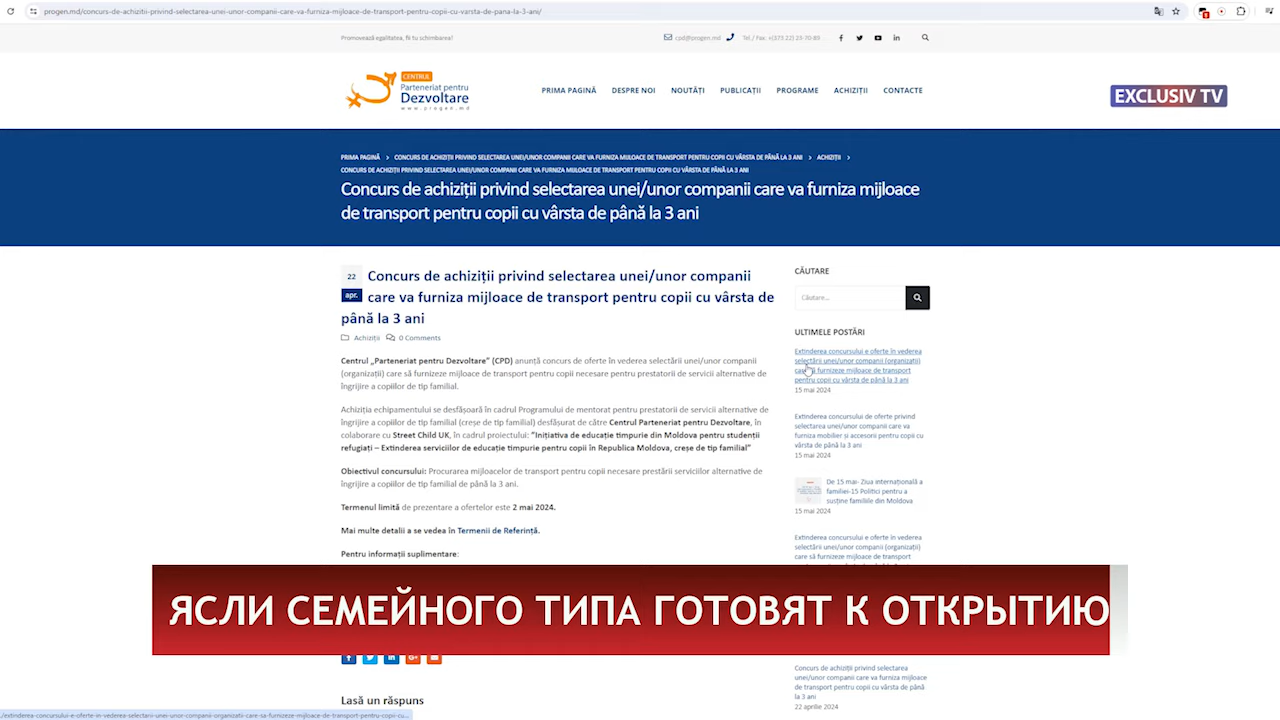 progen.md/concurs-de-achizitii-privind-selectarea-unei-unor-companii-care-va-furniza-mijloace-de-transport-pentru-copii-cu-varsta-de-pana-la-3-ani/
Promovează egalitatea, fii tu schimbarea!
cpd@progen.md
Tel / Fax: +(373 22) 23-70-89
CENTRUL
Parteneriat pentru
Dezvoltare
www.progen.md
PRIMA PAGINĂ
DESPRE NOI
NOUTĂȚI
PUBLICAȚII
PROGRAME
ACHIZIȚII
CONTACTE
EXCLUSIV TV
PRIMA PAGINĂ > CONCURS DE ACHIZIȚII PRIVIND SELECTAREA UNEI/UNOR COMPANII CARE VA FURNIZA MIJLOACE DE TRANSPORT PENTRU COPII CU VÂRSTA DE PÂNĂ LA 3 ANI > ACHIZIȚII >
CONCURS DE ACHIZIȚII PRIVIND SELECTAREA UNEI/UNOR COMPANII CARE VA FURNIZA MIJLOACE DE TRANSPORT PENTRU COPII CU VÂRSTA DE PÂNĂ LA 3 ANI
Concurs de achiziții privind selectarea unei/unor companii care va furniza mijloace
de transport pentru copii cu vârsta de până la 3 ani
22
apr.
Concurs de achiziții privind selectarea unei/unor companii
care va furniza mijloace de transport pentru copii cu vârsta de
până la 3 ani
Achiziții
0 Comments
Centrul „Parteneriat pentru Dezvoltare” (CPD) anunță concurs de oferte în vederea selectării unei/unor companii
(organizații) care să furnizeze mijloace de transport pentru copii necesare pentru prestatorii de servicii alternative de
îngrijire a copiilor de tip familial.
Achiziția echipamentului se desfășoară în cadrul Programului de mentorat pentru prestatorii de servicii alternative de
îngrijire a copiilor de tip familial (creșe de tip familial) desfășurat de către Centrul Parteneriat pentru Dezvoltare, în
colaborare cu Street Child UK, în cadrul proiectului: “Inițiativa de educație timpurie din Moldova pentru studenții
refugiați – Extinderea serviciilor de educație timpurie pentru copii în Republica Moldova, creșe de tip familial”
Obiectivul concursului: Procurarea mijloacelor de transport pentru copii necesare prestării serviciilor alternative de
îngrijire a copiilor de tip familial de până la 3 ani.
Termenul limită de prezentare a ofertelor este 2 mai 2024.
Mai multe detalii a se vedea în Termenii de Referință.
Pentru informații suplimentare:
Lasă un răspuns
CĂUTARE
Căutare...
ULTIMELE POSTĂRI
Extinderea concursului e oferte în vederea
selectării unei/unor companii (organizații)
care să furnizeze mijloace de transport
pentru copii cu vârsta de până la 3 ani
15 mai 2024
Extinderea concursului de oferte privind
selectarea unei/unor companii care va
furniza mobilier și accesorii pentru copii cu
vârsta de până la 3 ani
15 mai 2024
De 15 mai- Ziua internațională a
familiei-15 Politici pentru a
susține familiile din Moldova
15 mai 2024
Extinderea concursului e oferte în vederea
selectării unei/unor companii (organizații)
care să furnizeze mijloace de transport
Concurs de achiziții privind selectarea
unei/unor companii care va furniza mijloace
de transport pentru copii cu vârsta de până
la 3 ani
22 aprilie 2024
ЯСЛИ СЕМЕЙНОГО ТИПА ГОТОВЯТ К ОТКРЫТИЮ
/extinderea-concursului-e-oferte-in-vederea-selectarii-unei-unor-companii-organizatii-care-sa-furnizeze-mijloace-de-transport-pentru-copii-cu-...